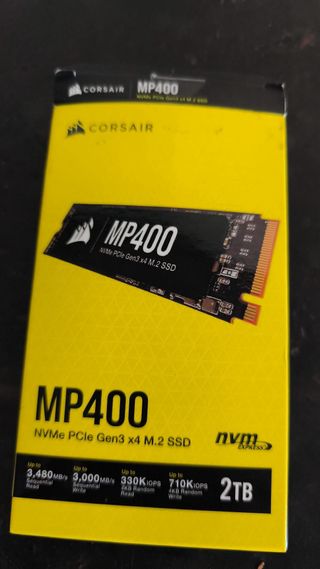 CORSAIR MP400
NVMe PCIe Gen3 x4 M.2 SSD
CORSAIR
MP400
NVMe PCIe Gen3 x4 M.2 SSD
MP400
NVMe PCIe Gen3 x4 M.2 SSD
nvm
EXPRESS
Up to
3,480MB/s
Sequential
Read
Up to
3,000MB/s
Sequential
Write
Up to
330K IOPS
4KB Random
Read
Up to
710K IOPS
4KB Random
Write
2TB